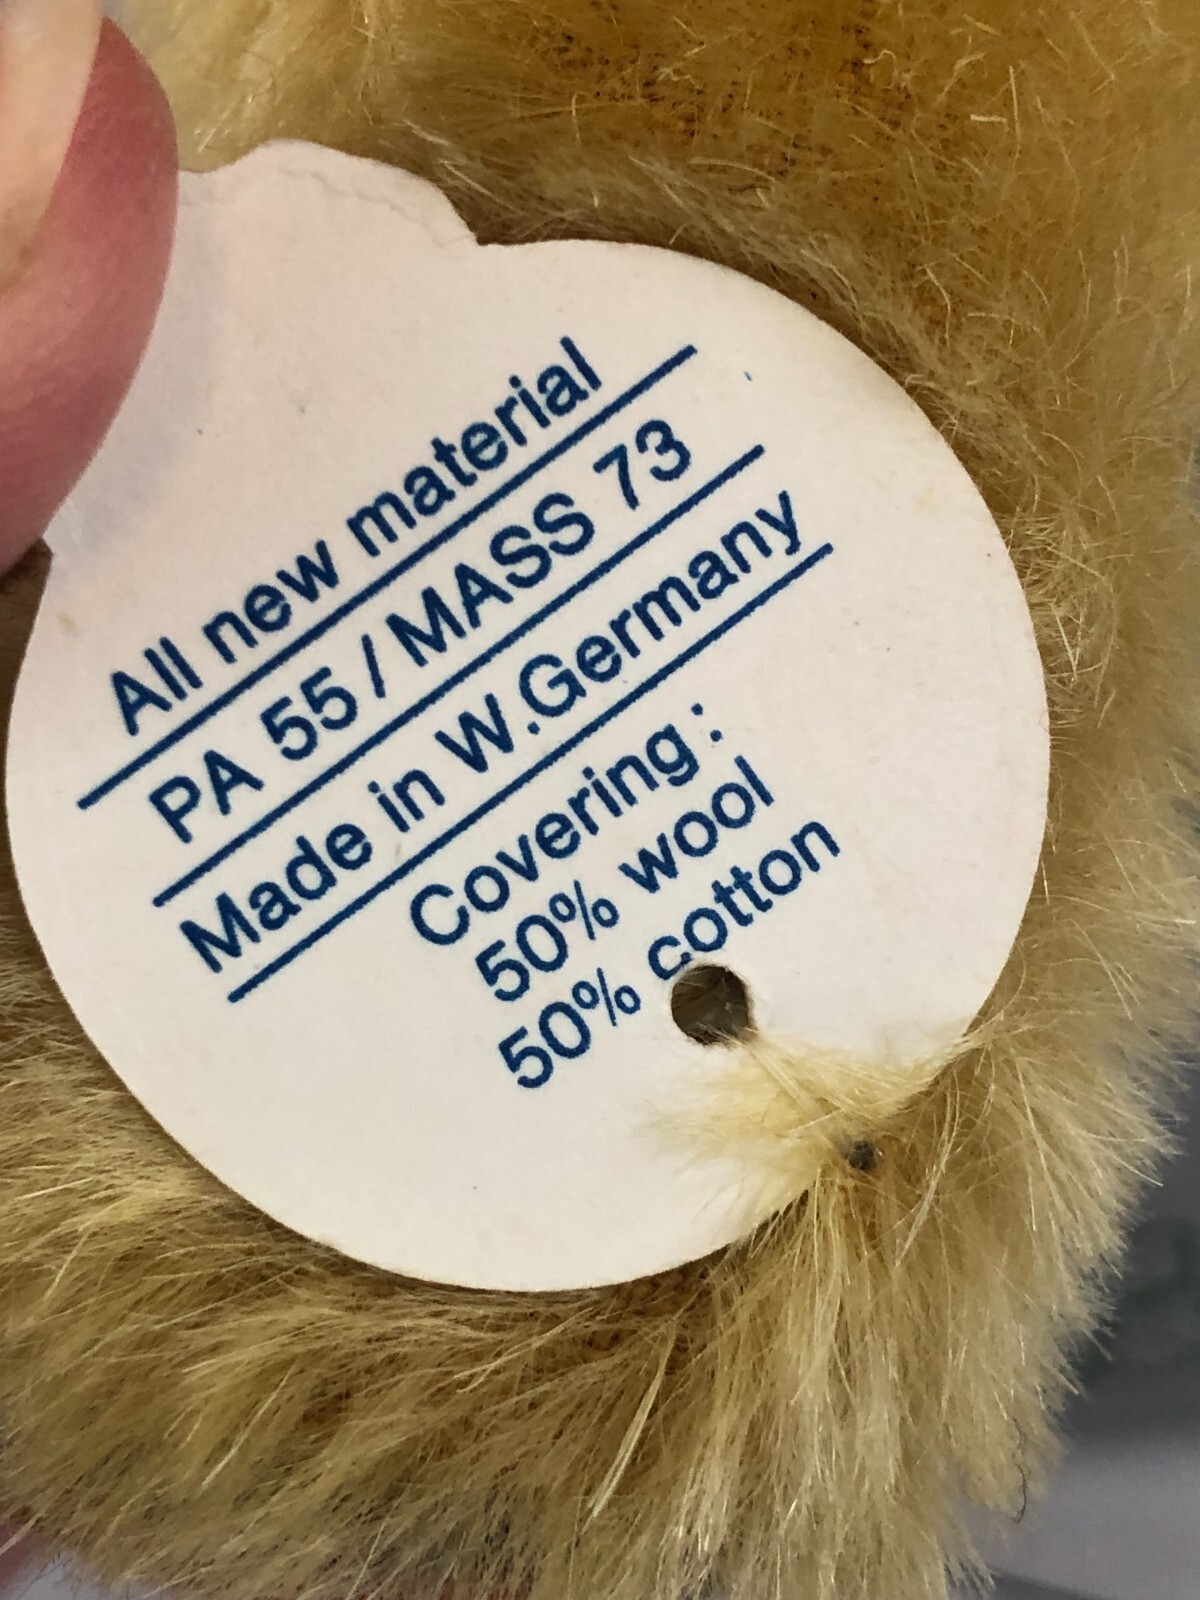 All new material
PA 55 / MASS 73
Made in W.Germany
Covering :
50% wool
50% cotton